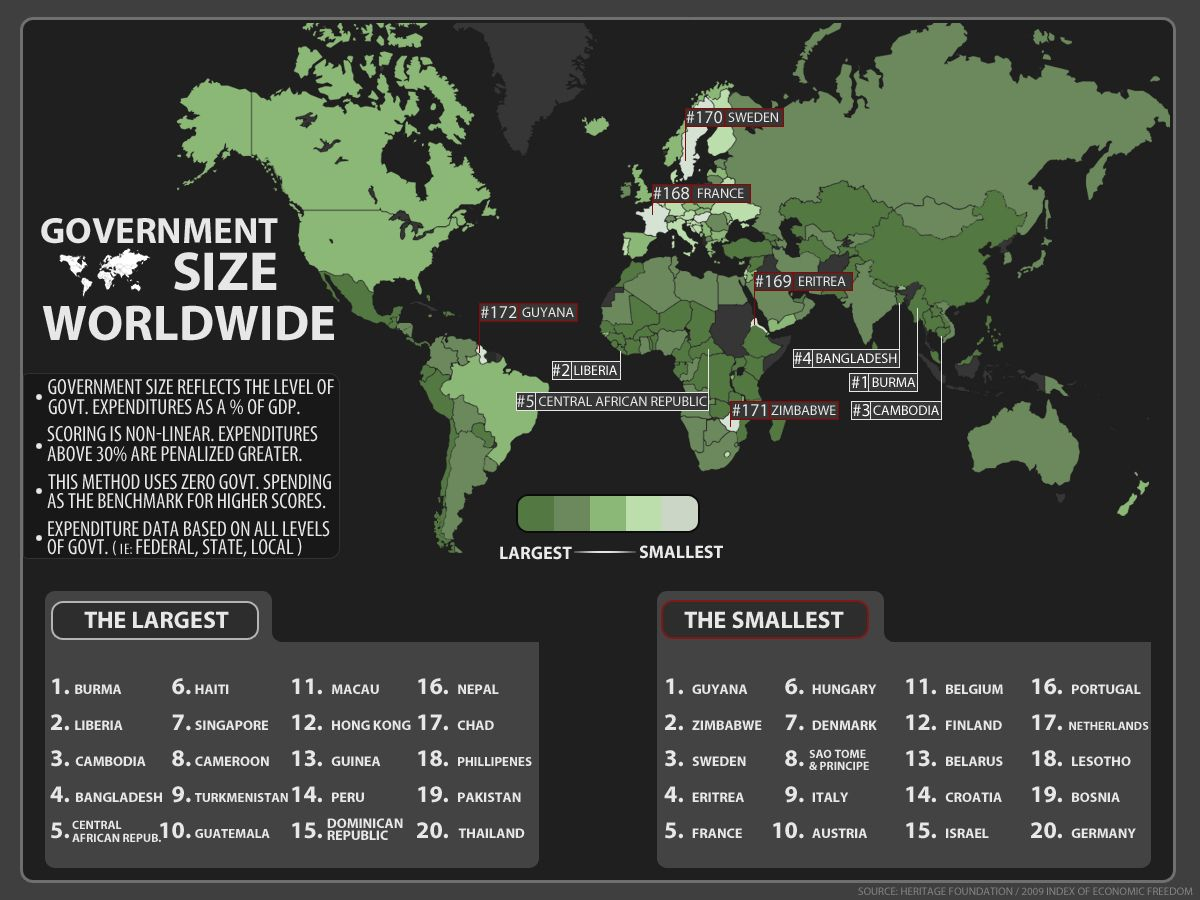 GOVERNMENT
SIZE
WORLDWIDE
• GOVERNMENT SIZE REFLECTS THE LEVEL OF
GOVT. EXPENDITURES AS A % OF GDP.
• SCORING IS NON-LINEAR. EXPENDITURES
ABOVE 30% ARE PENALIZED GREATER.
• THIS METHOD USES ZERO GOVT. SPENDING
AS THE BENCHMARK FOR HIGHER SCORES.
• EXPENDITURE DATA BASED ON ALL LEVELS
OF GOVT. ( IE: FEDERAL, STATE, LOCAL )
#170 SWEDEN
#168 FRANCE
#169 ERITREA
#172 GUYANA
#4 BANGLADESH
#2 LIBERIA
#1 BURMA
#5 CENTRAL AFRICAN REPUBLIC
#171 ZIMBABWE
#3 CAMBODIA
LARGEST SMALLEST
THE LARGEST
1. BURMA
2. LIBERIA
3. CAMBODIA
4. BANGLADESH
5. CENTRAL
AFRICAN REPUB.
6. HAITI
7. SINGAPORE
8. CAMEROON
9. TURKMENISTAN
10. GUATEMALA
11. MACAU
12. HONG KONG
13. GUINEA
14. PERU
15. DOMINICAN
REPUBLIC
16. NEPAL
17. CHAD
18. PHILLIPENES
19. PAKISTAN
20. THAILAND
THE SMALLEST
1. GUYANA
2. ZIMBABWE
3. SWEDEN
4. ERITREA
5. FRANCE
6. HUNGARY
7. DENMARK
8. SAO TOME
& PRINCIPE
9. ITALY
10. AUSTRIA
11. BELGIUM
12. FINLAND
13. BELARUS
14. CROATIA
15. ISRAEL
16. PORTUGAL
17. NETHERLANDS
18. LESOTHO
19. BOSNIA
20. GERMANY
SOURCE: HERITAGE FOUNDATION / 2009 INDEX OF ECONOMIC FREEDOM